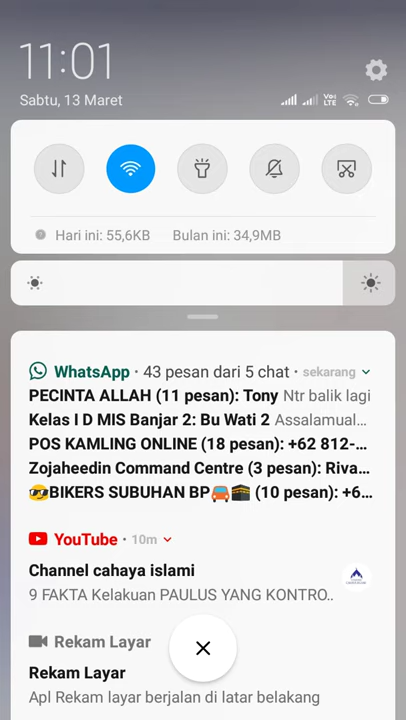 11:01
Sabtu, 13 Maret
Vo)
LTE
Hari ini: 55,6KB Bulan ini: 34,9MB
WhatsApp · 43 pesan dari 5 chat · sekarang
PECINTA ALLAH (11 pesan): Tony Ntr balik lagi
Kelas I D MIS Banjar 2: Bu Wati 2 Assalamual...
POS KAMLING ONLINE (18 pesan): +62 812-...
Zojaheedin Command Centre (3 pesan): Riva...
😎BIKERS SUBUHAN BP🚘🕋 (10 pesan): +6...
YouTube · 10m
Channel cahaya islami
9 FAKTA Kelakuan PAULUS YANG KONTRO..
Rekam Layar
Rekam Layar
Apl Rekam layar berjalan di latar belakang